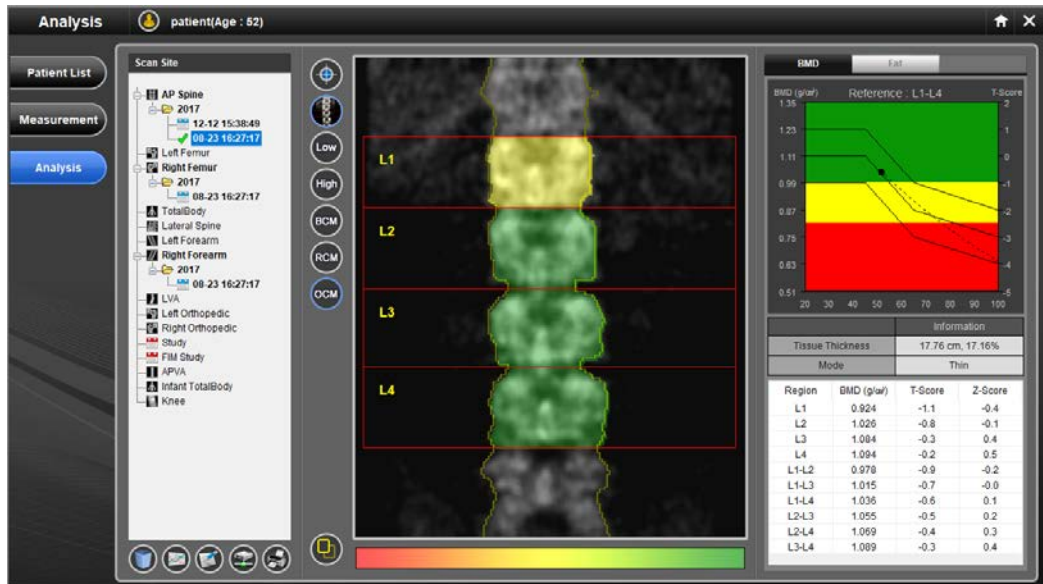 Analysis
patient(Age : 52)
Patient List
Measurement
Analysis
Scan Site
AP Spine
2017
12-12 15:38:49
08-23 16:27:17
Left Femur
Right Femur
2017
08-23 16:27:17
TotalBody
Lateral Spine
Left Forearm
Right Forearm
2017
08-23 16:27:17
LVA
Left Orthopedic
Right Orthopedic
Study
FIM Study
APVA
Infant TotalBody
Knee
Low
High
BCM
RCM
OCM
L1
L2
L3
L4
BMD Fat
BMD (g/㎠) Reference : L1-L4 T-Score
1.35 2
1.23 1
1.11 0
0.99 -1
0.87 -2
0.75 -3
0.63 -4
0.51 -5
20 30 40 50 60 70 80 90 100
Information
Tissue Thickness 17.76 cm, 17.16%
Mode Thin
Region BMD (g/㎠) T-Score Z-Score
L1 0.924 -1.1 -0.4
L2 1.026 -0.8 -0.1
L3 1.084 -0.3 0.4
L4 1.094 -0.2 0.5
L1-L2 0.978 -0.9 -0.2
L1-L3 1.015 -0.7 -0.0
L1-L4 1.036 -0.6 0.1
L2-L3 1.055 -0.5 0.2
L2-L4 1.069 -0.4 0.3
L3-L4 1.089 -0.3 0.4